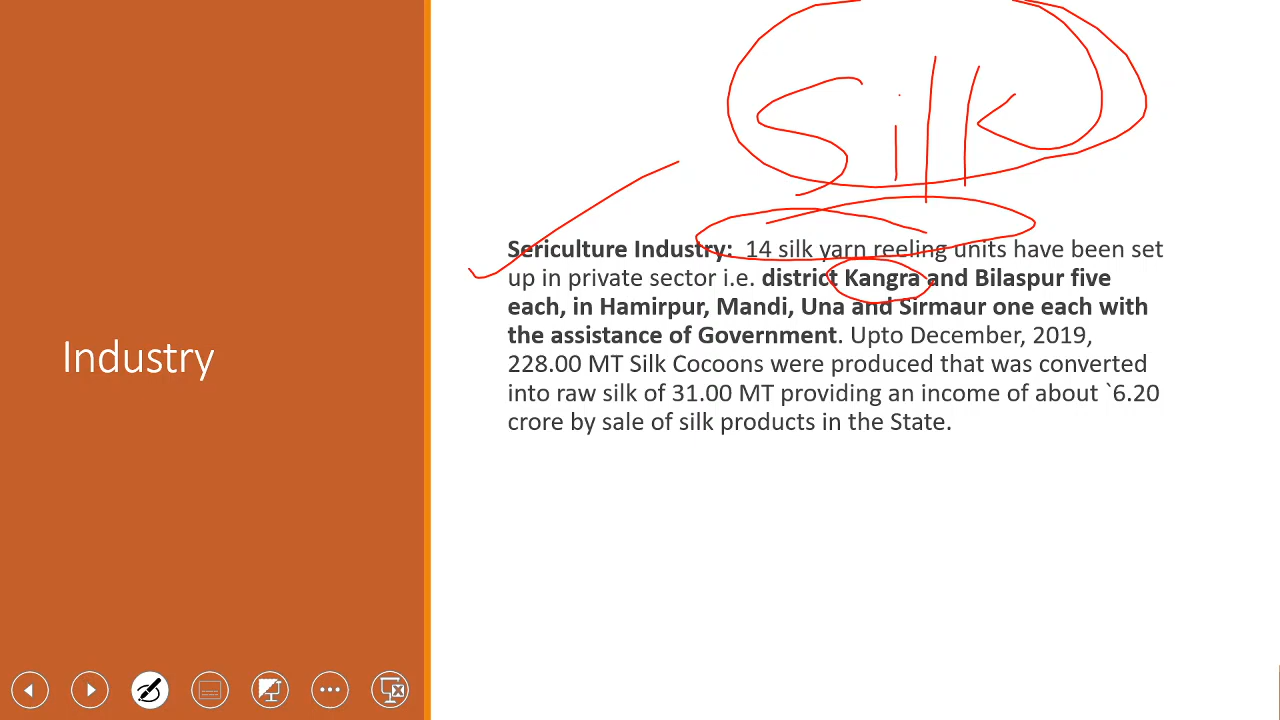 Silk
Industry
Sericulture Industry: 14 silk yarn reeling units have been set
up in private sector i.e. district Kangra and Bilaspur five
each, in Hamirpur, Mandi, Una and Sirmaur one each with
the assistance of Government. Upto December, 2019,
228.00 MT Silk Cocoons were produced that was converted
into raw silk of 31.00 MT providing an income of about `6.20
crore by sale of silk products in the State.